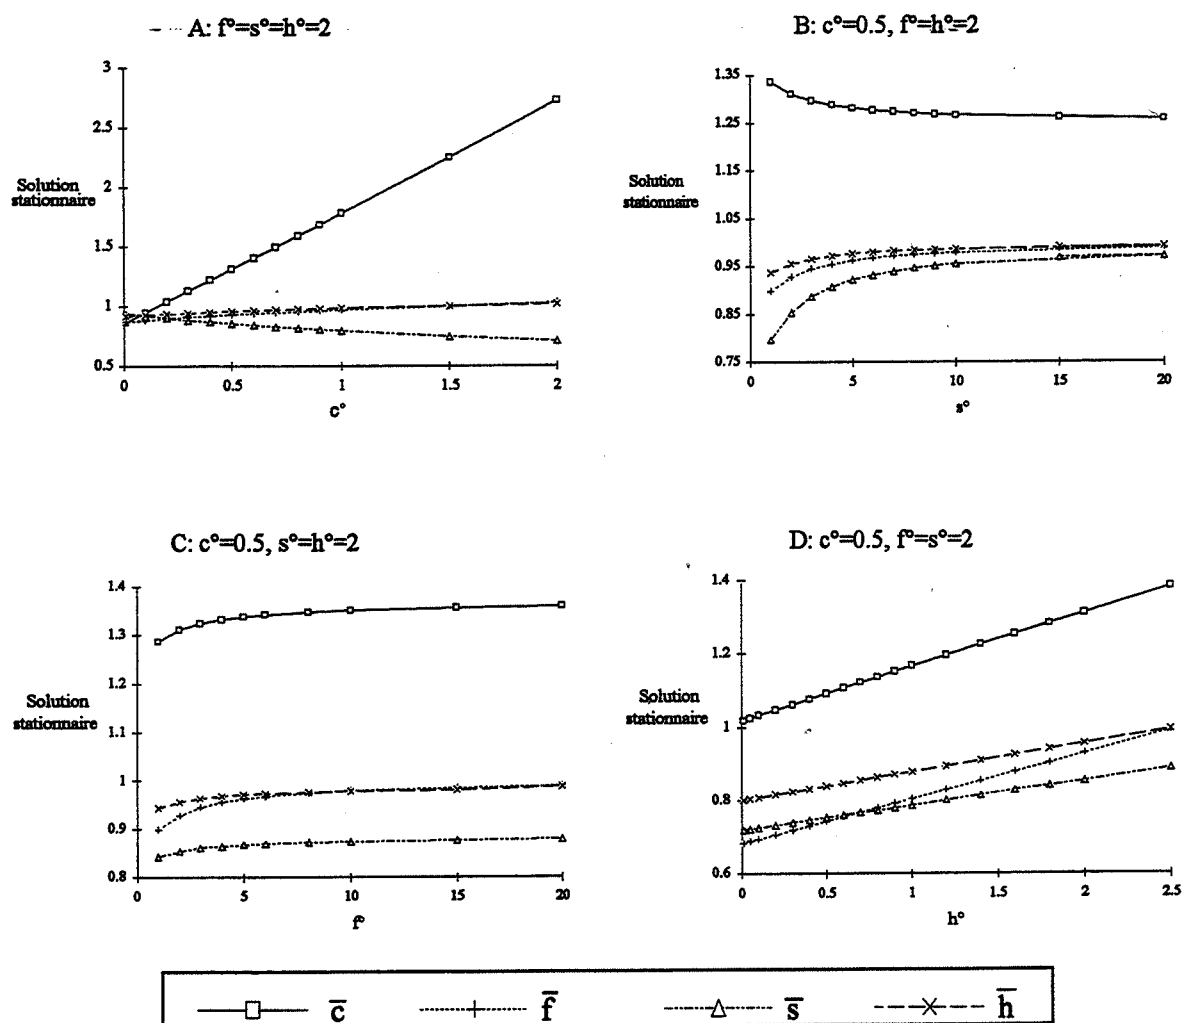 A: f°=s°=h°=2
3
2.5
2
1.5
1
0.5
Solution
stationnaire
0 0.5 1 1.5 2
c°
B: c°=0.5, f°=h°=2
1.35
1.25
1.15
1.05
0.95
0.85
0.75
Solution
stationnaire
0 5 10 15 20
s°
C: c°=0.5, s°=h°=2
1.4
1.3
1.2
1.1
1
0.9
0.8
Solution
stationnaire
0 5 10 15 20
f°
D: c°=0.5, f°=s°=2
1.4
1.2
1
0.8
0.6
Solution
stationnaire
0 0.5 1 1.5 2 2.5
h°
c̅ f̅ s̅ h̅